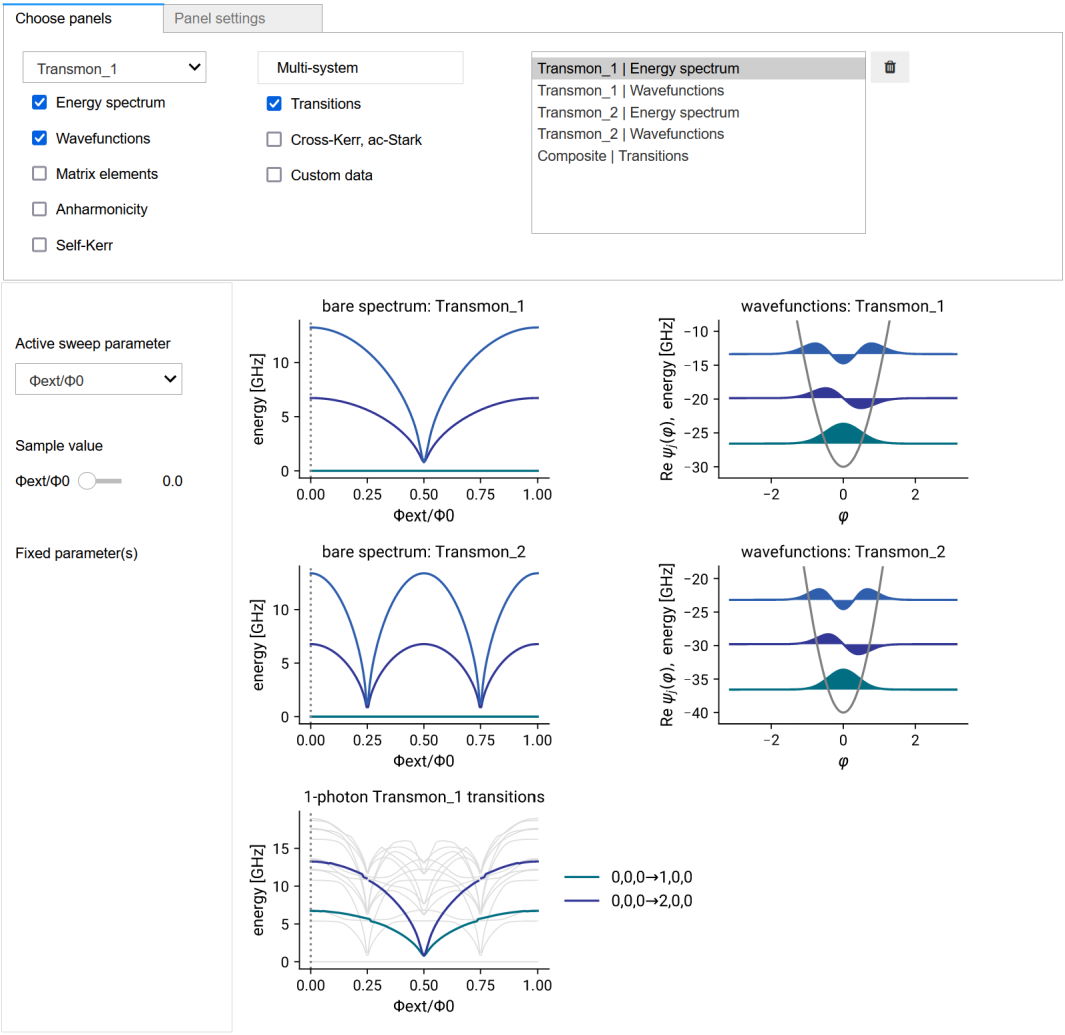 Choose panels
Panel settings
Transmon_1
Energy spectrum
Wavefunctions
Matrix elements
Anharmonicity
Self-Kerr
Multi-system
Transitions
Cross-Kerr, ac-Stark
Custom data
Transmon_1 | Energy spectrum
Transmon_1 | Wavefunctions
Transmon_2 | Energy spectrum
Transmon_2 | Wavefunctions
Composite | Transitions
Active sweep parameter
Φext/Φ0
Sample value
Φext/Φ0 0.0
Fixed parameter(s)
bare spectrum: Transmon_1
energy [GHz]
10
5
0
0.00 0.25 0.50 0.75 1.00
Φext/Φ0
wavefunctions: Transmon_1
Re ψj(φ), energy [GHz]
−10
−15
−20
−25
−30
−2 0 2
φ
bare spectrum: Transmon_2
energy [GHz]
10
5
0
0.00 0.25 0.50 0.75 1.00
Φext/Φ0
wavefunctions: Transmon_2
Re ψj(φ), energy [GHz]
−20
−25
−30
−35
−40
−2 0 2
φ
1-photon Transmon_1 transitions
energy [GHz]
15
10
5
0
0.00 0.25 0.50 0.75 1.00
Φext/Φ0
0,0,0→1,0,0
0,0,0→2,0,0